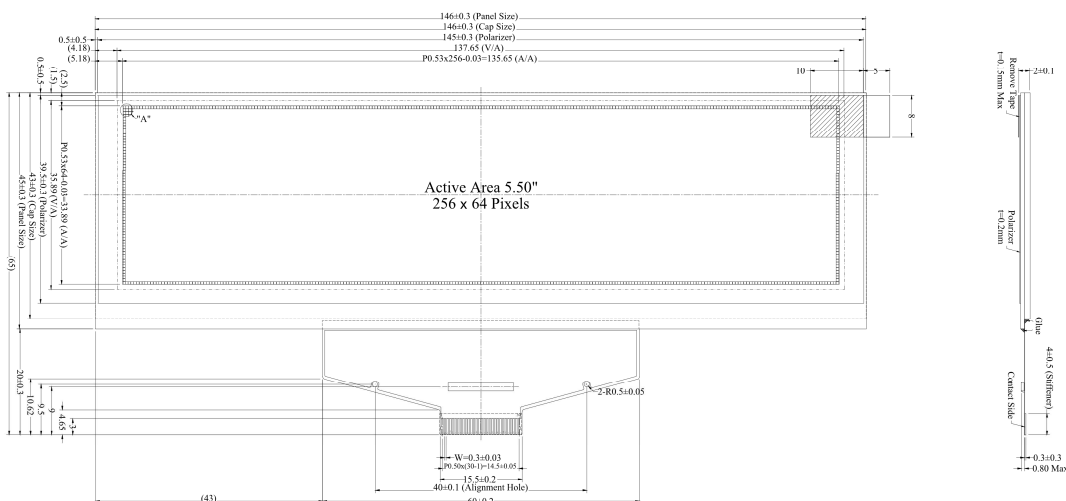 146±0.3 (Panel Size)
146±0.3 (Cap Size)
145±0.3 (Polarizer)
0.5±0.5
(4.18)
137.65 (V/A)
(5.18)
P0.53x256-0.03=135.65 (A/A)
0.5±0.5
(1.5)
(2.5)
10
5
8
"A"
P0.53x64-0.03=33.89 (A/A)
35.89 (V/A)
39.5±0.3 (Polarizer)
43±0.3 (Cap Size)
45±0.3 (Panel Size)
(65)
Active Area 5.50"
256 x 64 Pixels
20±0.3
10.62
9.5
9
4.65
3
2-R0.5±0.05
W=0.3±0.03
P0.50x(30-1)=14.5±0.05
15.5±0.2
40±0.1 (Alignment Hole)
(43)
60±0.2
2±0.1
Remove Tape
Max
Polarizer
t=0.2mm
Glue
4±0.5 (Stiffener)
Contact Side
0.3±0.3
0.80 Max